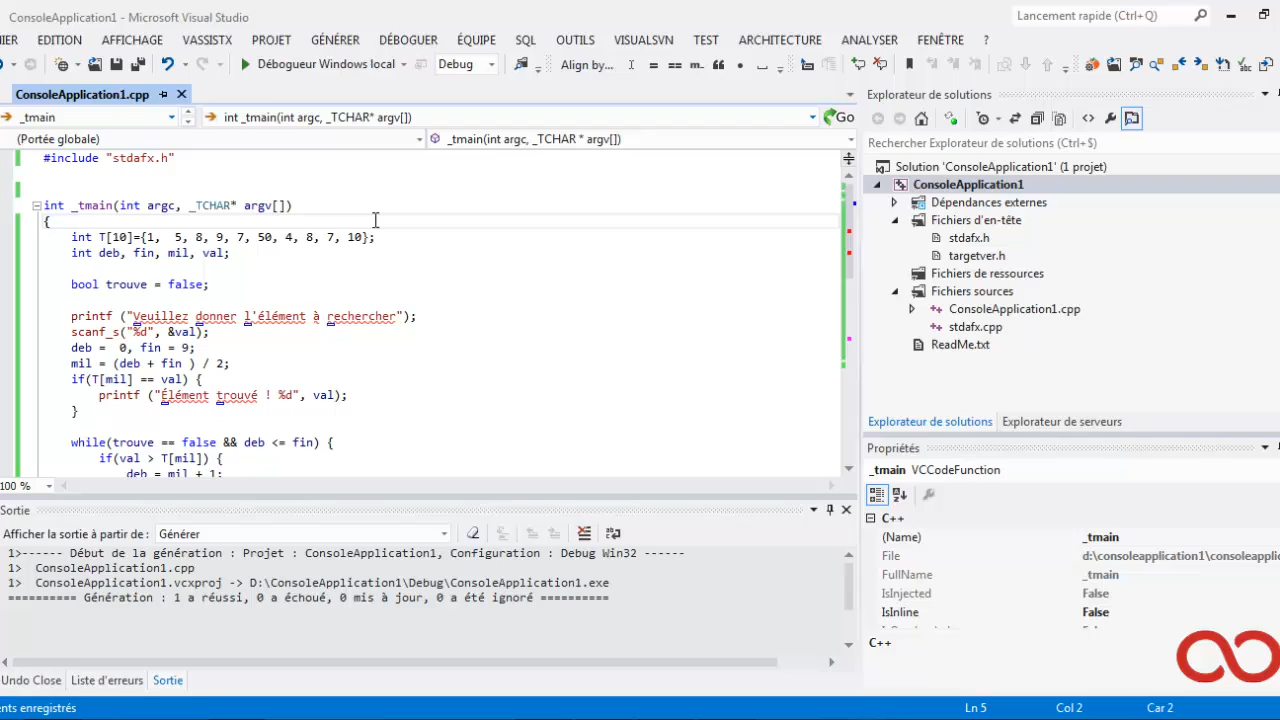 ConsoleApplication1 - Microsoft Visual Studio
Lancement rapide (Ctrl+Q)
EDITION AFFICHAGE VASSISTX PROJET GÉNÉRER DÉBOGUER ÉQUIPE SQL OUTILS VISUALSVN TEST ARCHITECTURE ANALYSER FENÊTRE ?
Débogueur Windows local Debug Align by...
ConsoleApplication1.cpp
_tmain int _tmain(int argc, _TCHAR* argv[]) Go
(Portée globale) _tmain(int argc, _TCHAR * argv[])
#include "stdafx.h"
int _tmain(int argc, _TCHAR* argv[])
{
int T[10]={1, 5, 8, 9, 7, 50, 4, 8, 7, 10};
int deb, fin, mil, val;
bool trouve = false;
printf ("Veuillez donner l'élément à rechercher");
scanf_s("%d", &val);
deb = 0, fin = 9;
mil = (deb + fin ) / 2;
if(T[mil] == val) {
printf ("Élément trouvé ! %d", val);
}
while(trouve == false && deb <= fin) {
if(val > T[mil]) {
deb = mil + 1;
100 %
Sortie
Afficher la sortie à partir de : Générer
1>------ Début de la génération : Projet : ConsoleApplication1, Configuration : Debug Win32 ------
1> ConsoleApplication1.cpp
1> ConsoleApplication1.vcxproj -> D:\ConsoleApplication1\Debug\ConsoleApplication1.exe
========== Génération : 1 a réussi, 0 a échoué, 0 mis à jour, 0 a été ignoré ==========
Undo Close Liste d'erreurs Sortie
Explorateur de solutions
Rechercher Explorateur de solutions (Ctrl+$)
Solution 'ConsoleApplication1' (1 projet)
ConsoleApplication1
Dépendances externes
Fichiers d'en-tête
stdafx.h
targetver.h
Fichiers de ressources
Fichiers sources
ConsoleApplication1.cpp
stdafx.cpp
ReadMe.txt
Explorateur de solutions Explorateur de serveurs
Propriétés
_tmain VCCodeFunction
C++
(Name) _tmain
File d:\consoleapplication1\consoleapplic
FullName _tmain
IsInjected False
IsInline False
C++
Ln 5 Col 2 Car 2